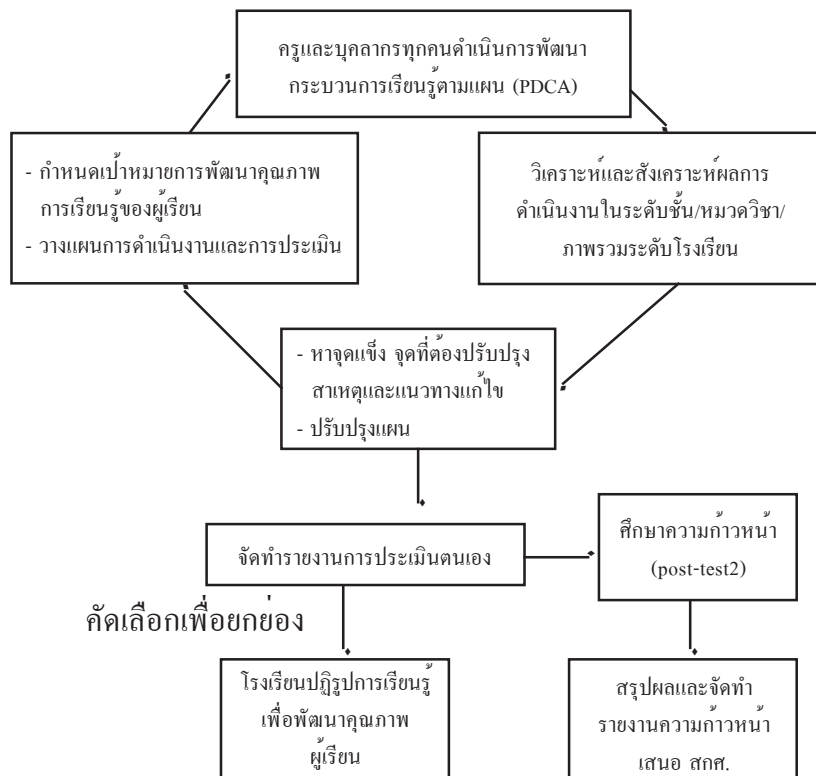 ครูและบุคลากรทุกคนดำเนินการพัฒนา
กระบวนการเรียนรู้ตามแผน (PDCA)
- กำหนดเป้าหมายการพัฒนาคุณภาพ
การเรียนรู้ของผู้เรียน
- วางแผนการดำเนินงานและการประเมิน
วิเคราะห์และสังเคราะห์ผลการ
ดำเนินงานในระดับชั้น/หมวดวิชา/
ภาพรวมระดับโรงเรียน
- หาจุดแข็ง จุดที่ต้องปรับปรุง
สาเหตุและแนวทางแก้ไข
- ปรับปรุงแผน
จัดทำรายงานการประเมินตนเอง
ศึกษาความก้าวหน้า
(post-test2)
คัดเลือกเพื่อยกย่อง
โรงเรียนปฏิรูปการเรียนรู้
เพื่อพัฒนาคุณภาพ
ผู้เรียน
สรุปผลและจัดทำ
รายงานความก้าวหน้า
เสนอ สกศ.